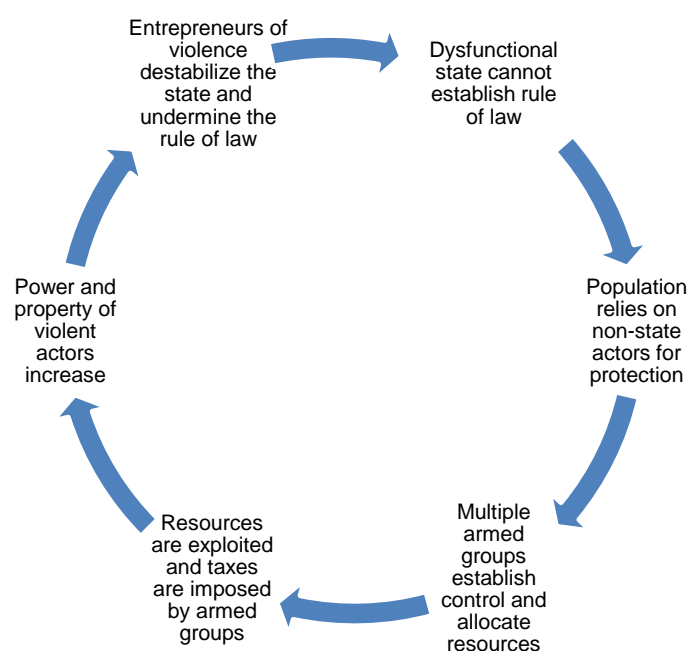 Entrepreneurs of
violence
destabilize the
state and
undermine the
rule of law
Dysfunctional
state cannot
establish rule
of law
Population
relies on
non-state
actors for
protection
Multiple
armed
groups
establish
control and
allocate
resources
Resources
are exploited
and taxes
are imposed
by armed
groups
Power and
property of
violent
actors
increase